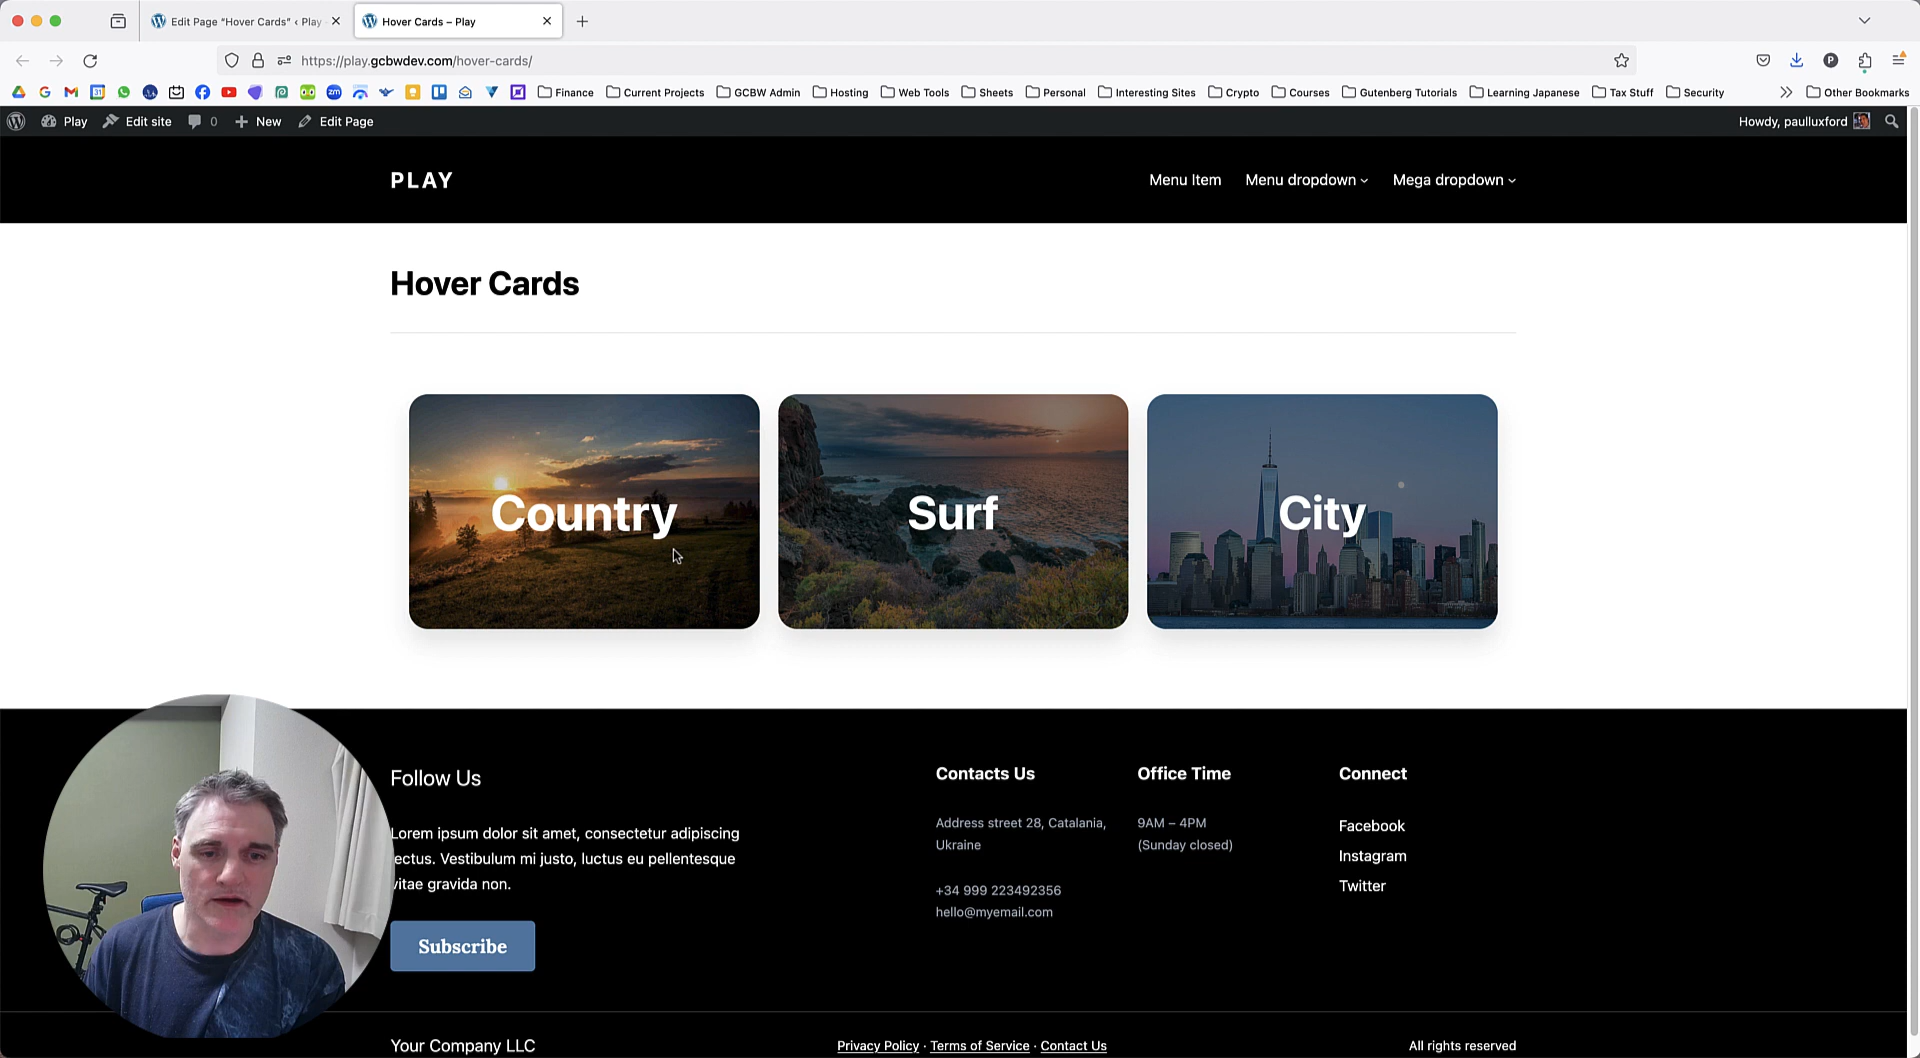 Edit Page “Hover Cards” ‹ Play
Hover Cards – Play
https://play.gcbwdev.com/hover-cards/
Finance
Current Projects
GCBW Admin
Hosting
Web Tools
Sheets
Personal
Interesting Sites
Crypto
Courses
Gutenberg Tutorials
Learning Japanese
Tax Stuff
Security
Other Bookmarks
Play
Edit site
0
New
Edit Page
Howdy, paulluxford
PLAY
Menu Item
Menu dropdown
Mega dropdown
Hover Cards
Country
Surf
City
Follow Us
Lorem ipsum dolor sit amet, consectetur adipiscing
lectus. Vestibulum mi justo, luctus eu pellentesque
vitae gravida non.
Subscribe
Contacts Us
Address street 28, Catalania,
Ukraine
+34 999 223492356
hello@myemail.com
Office Time
9AM – 4PM
(Sunday closed)
Connect
Facebook
Instagram
Twitter
Your Company LLC
Privacy Policy · Terms of Service · Contact Us
All rights reserved